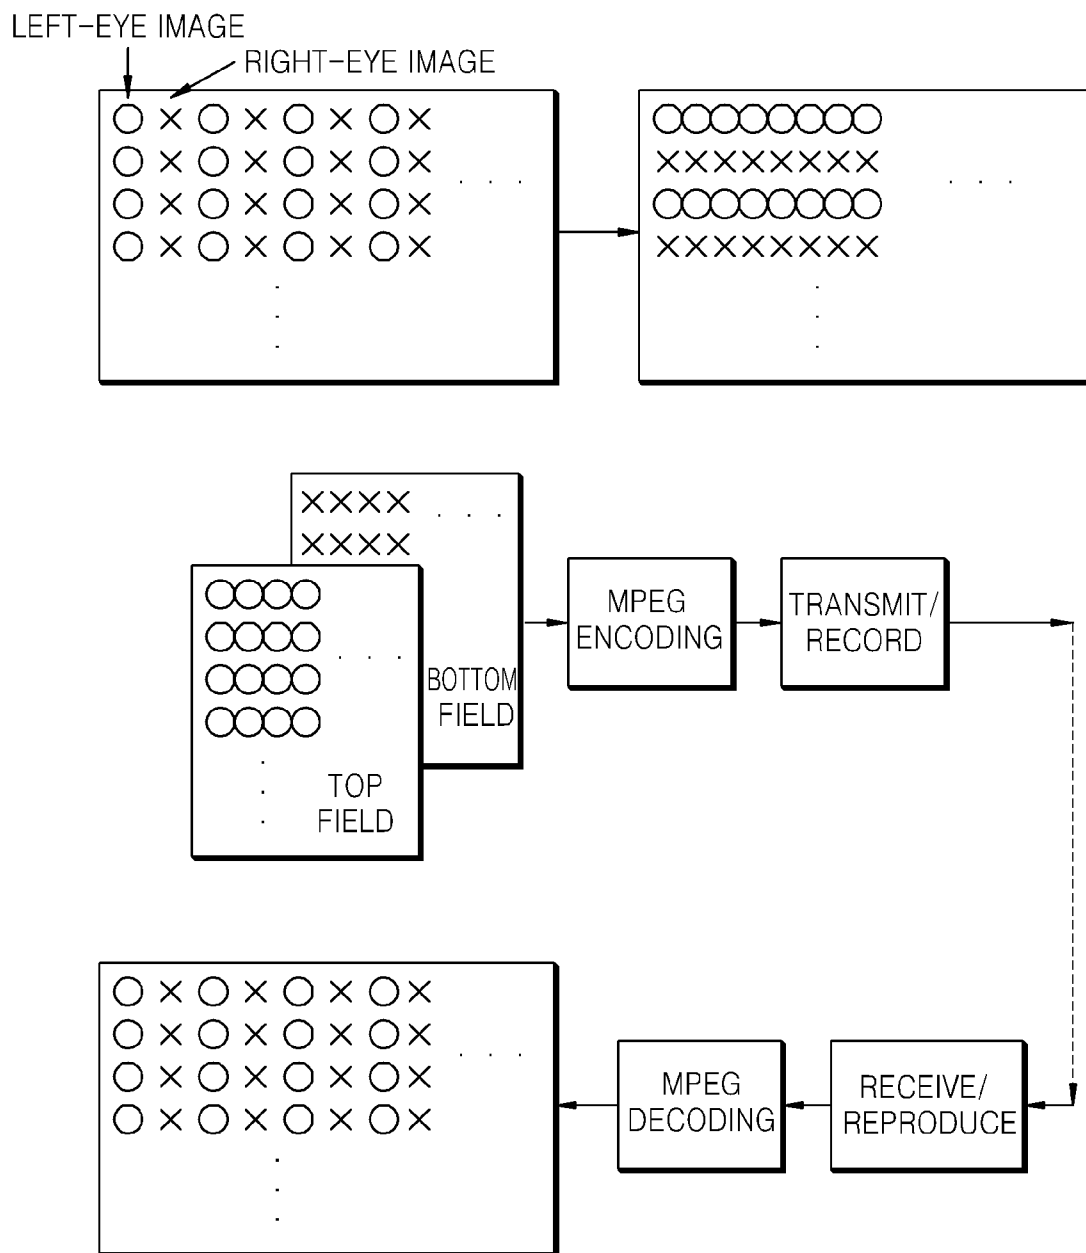 LEFT-EYE IMAGE
RIGHT-EYE IMAGE
MPEG
ENCODING
TRANSMIT/
RECORD
BOTTOM
FIELD
TOP
FIELD
MPEG
DECODING
RECEIVE/
REPRODUCE